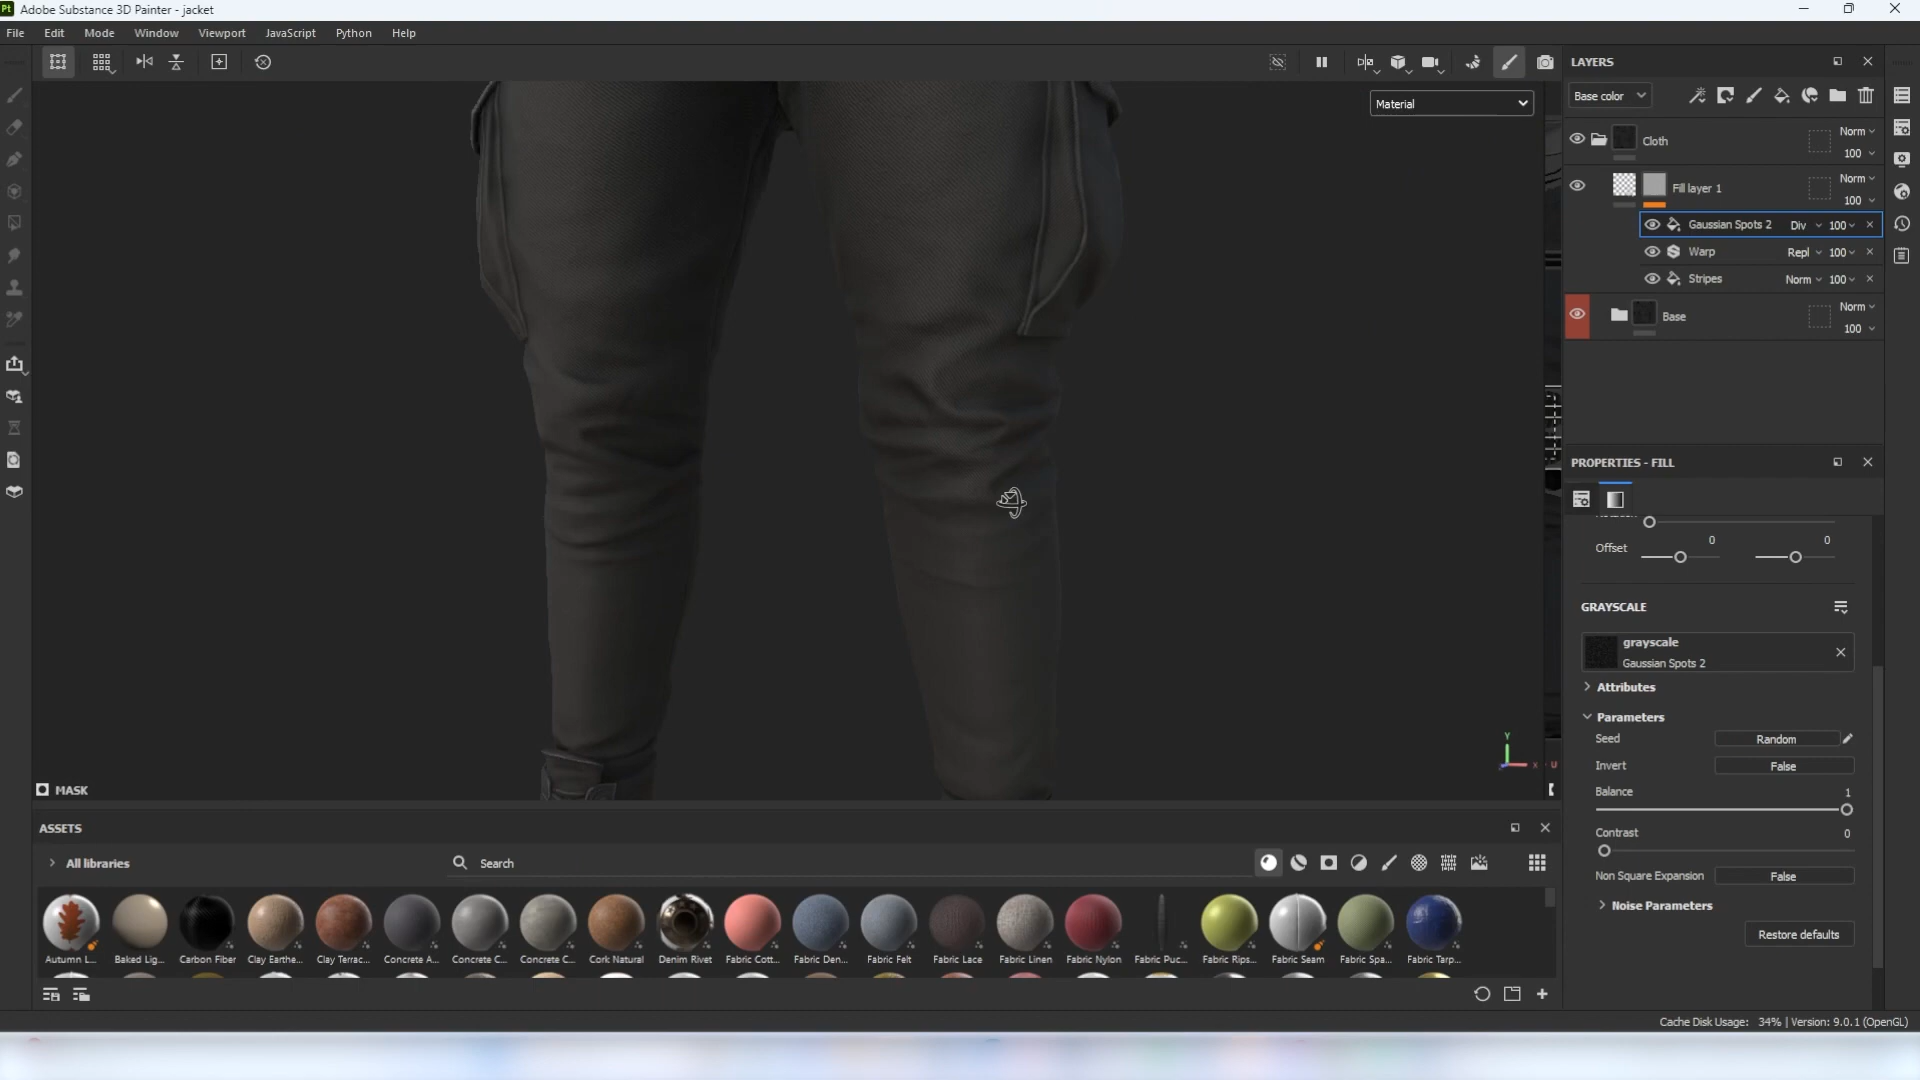 Pt Adobe Substance 3D Painter - jacket
File Edit Mode Window Viewport JavaScript Python Help
Material
LAYERS
Base color
Cloth Norm 100
Fill layer 1 Norm 100
Gaussian Spots 2 Div 100
Warp Repl 100
Stripes Norm 100
Base Norm 100
PROPERTIES - FILL
Offset 0 0
GRAYSCALE
grayscale
Gaussian Spots 2
Attributes
Parameters
Seed Random
Invert False
Balance 1
Contrast 0
Non Square Expansion False
Noise Parameters
Restore defaults
Y
X
U
MASK
ASSETS
All libraries
Search
Autumn L... Baked Lig... Carbon Fiber Clay Earthe... Clay Terrac... Concrete A... Concrete C... Concrete C... Cork Natural Denim Rivet Fabric Cott... Fabric Den... Fabric Felt Fabric Lace Fabric Linen Fabric Nylon Fabric Puc... Fabric Rips... Fabric Seam Fabric Spa... Fabric Tarp...
Cache Disk Usage: 34% | Version: 9.0.1 (OpenGL)